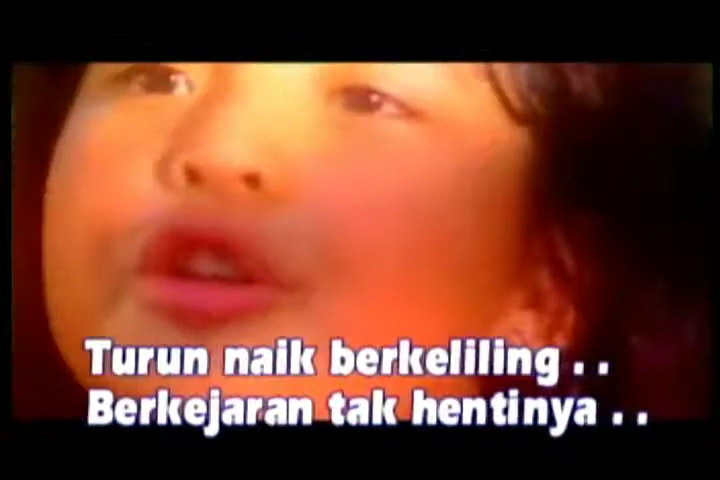 Turun naik berkeliling . .
Berkejaran tak hentinya . .